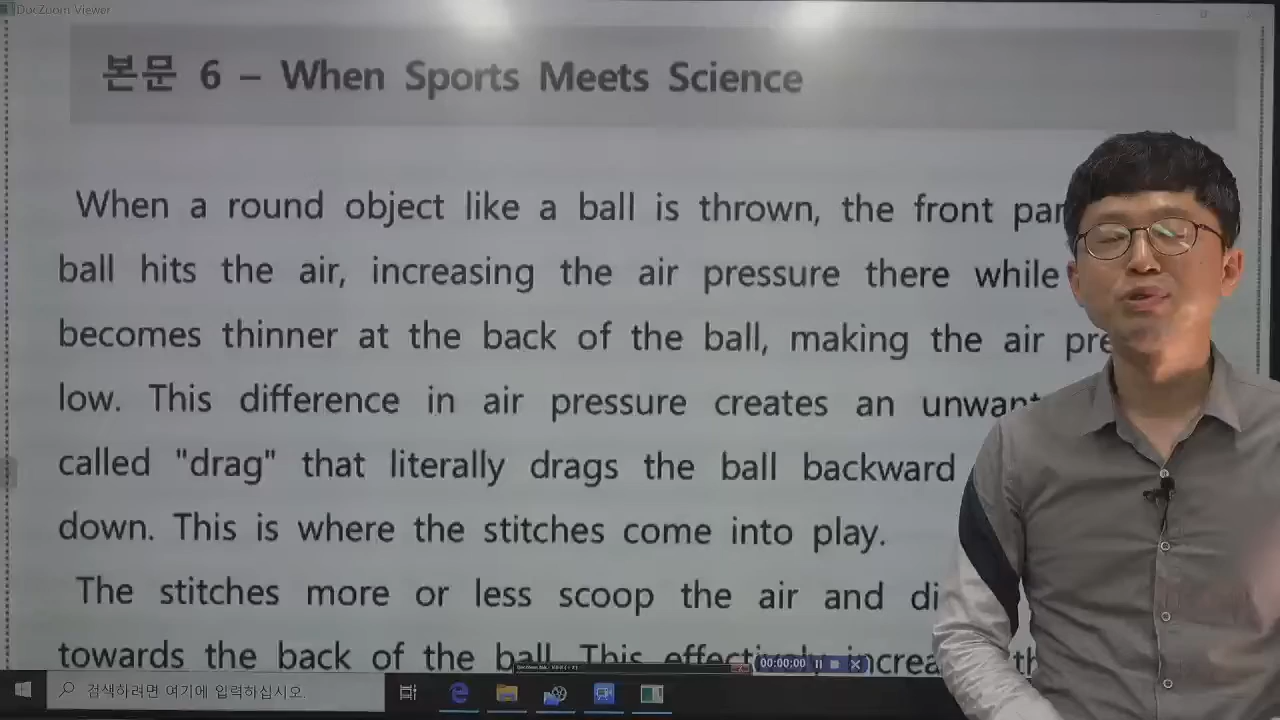 DocZoom Viewer
본문 6 – When Sports Meets Science
When a round object like a ball is thrown, the front
ball hits the air, increasing the air pressure there while
becomes thinner at the back of the ball, making the air
low. This difference in air pressure creates an
called "drag" that literally drags the ball backward
down. This is where the stitches come into play.
The stitches more or less scoop the air and
towards the back of the ball. This effectively
검색하려면 여기에 입력하십시오.
00:00:00